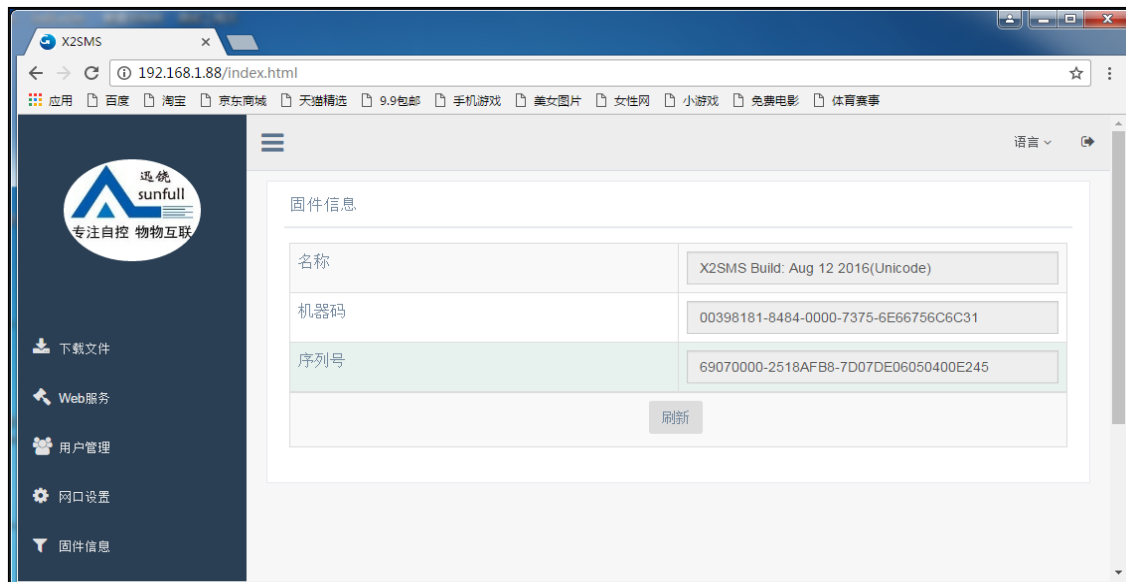 X2SMS
192.168.1.88/index.html
应用 百度 淘宝 京东商城 天猫精选 9.9包邮 手机游戏 美女图片 女性网 小游戏 免费电影 体育赛事
语言
迅饶
sunfull
专注自控 物物互联
固件信息
名称 X2SMS Build: Aug 12 2016(Unicode)
机器码 00398181-8484-0000-7375-6E66756C6C31
序列号 69070000-2518AFB8-7D07DE06050400E245
刷新
下载文件
Web服务
用户管理
网口设置
固件信息